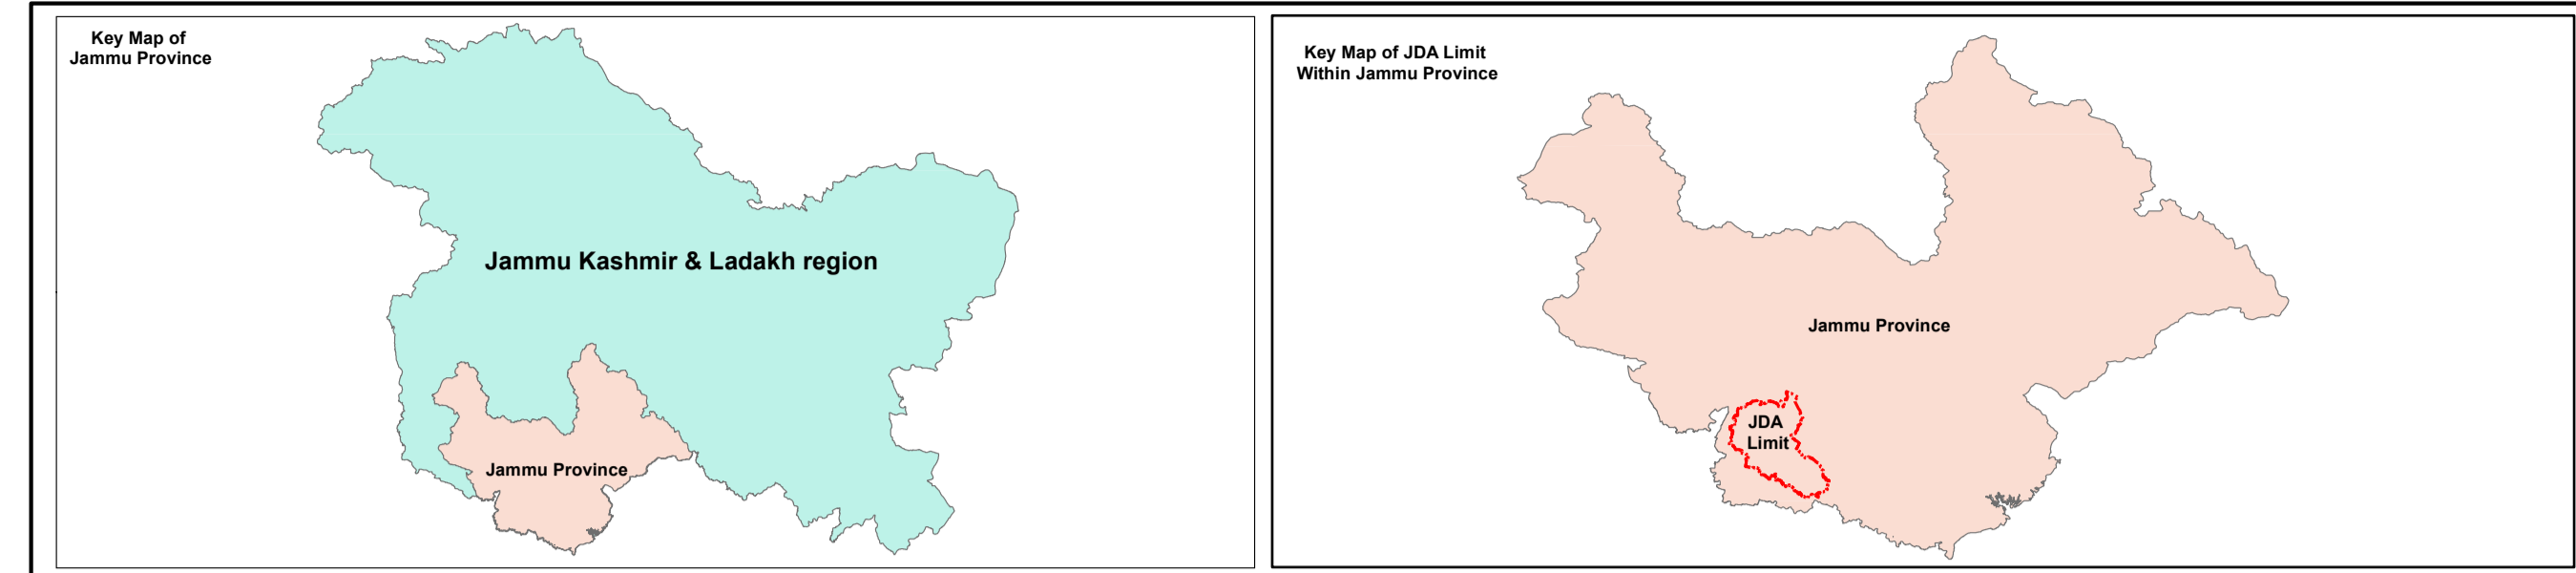 Key Map of
Jammu Province
Jammu Kashmir & Ladakh region
Jammu Province
Key Map of JDA Limit
Within Jammu Province
Jammu Province
JDA
Limit